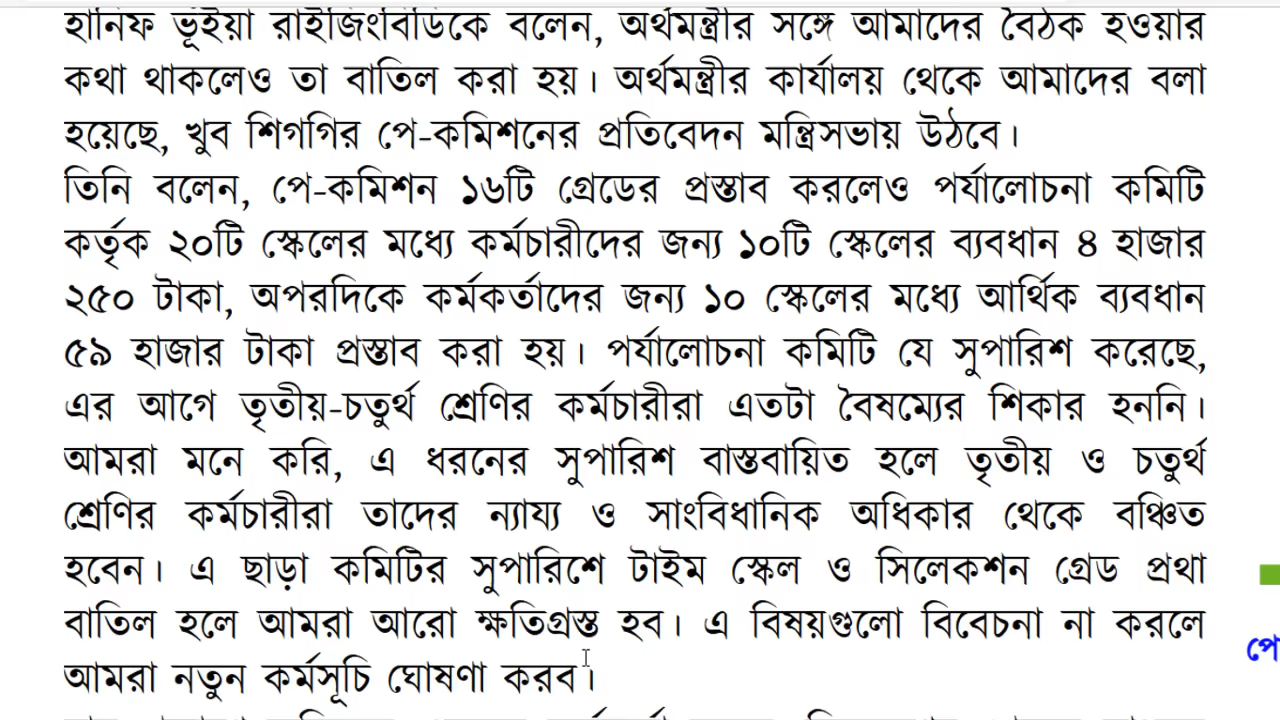 হানিফ ভূঁইয়া রাইজিংবিডিকে বলেন, অর্থমন্ত্রীর সঙ্গে আমাদের বৈঠক হওয়ার
কথা থাকলেও তা বাতিল করা হয়। অর্থমন্ত্রীর কার্যালয় থেকে আমাদের বলা
হয়েছে, খুব শিগগির পে-কমিশনের প্রতিবেদন মন্ত্রিসভায় উঠবে।
তিনি বলেন, পে-কমিশন ১৬টি গ্রেডের প্রস্তাব করলেও পর্যালোচনা কমিটি
কর্তৃক ২০টি স্কেলের মধ্যে কর্মচারীদের জন্য ১০টি স্কেলের ব্যবধান ৪ হাজার
২৫০ টাকা, অপরদিকে কর্মকর্তাদের জন্য ১০ স্কেলের মধ্যে আর্থিক ব্যবধান
৫৯ হাজার টাকা প্রস্তাব করা হয়। পর্যালোচনা কমিটি যে সুপারিশ করেছে,
এর আগে তৃতীয়-চতুর্থ শ্রেণির কর্মচারীরা এতটা বৈষম্যের শিকার হননি।
আমরা মনে করি, এ ধরনের সুপারিশ বাস্তবায়িত হলে তৃতীয় ও চতুর্থ
শ্রেণির কর্মচারীরা তাদের ন্যায্য ও সাংবিধানিক অধিকার থেকে বঞ্চিত
হবেন। এ ছাড়া কমিটির সুপারিশে টাইম স্কেল ও সিলেকশন গ্রেড প্রথা
বাতিল হলে আমরা আরো ক্ষতিগ্রস্ত হব। এ বিষয়গুলো বিবেচনা না করলে
আমরা নতুন কর্মসূচি ঘোষণা করব।
পে